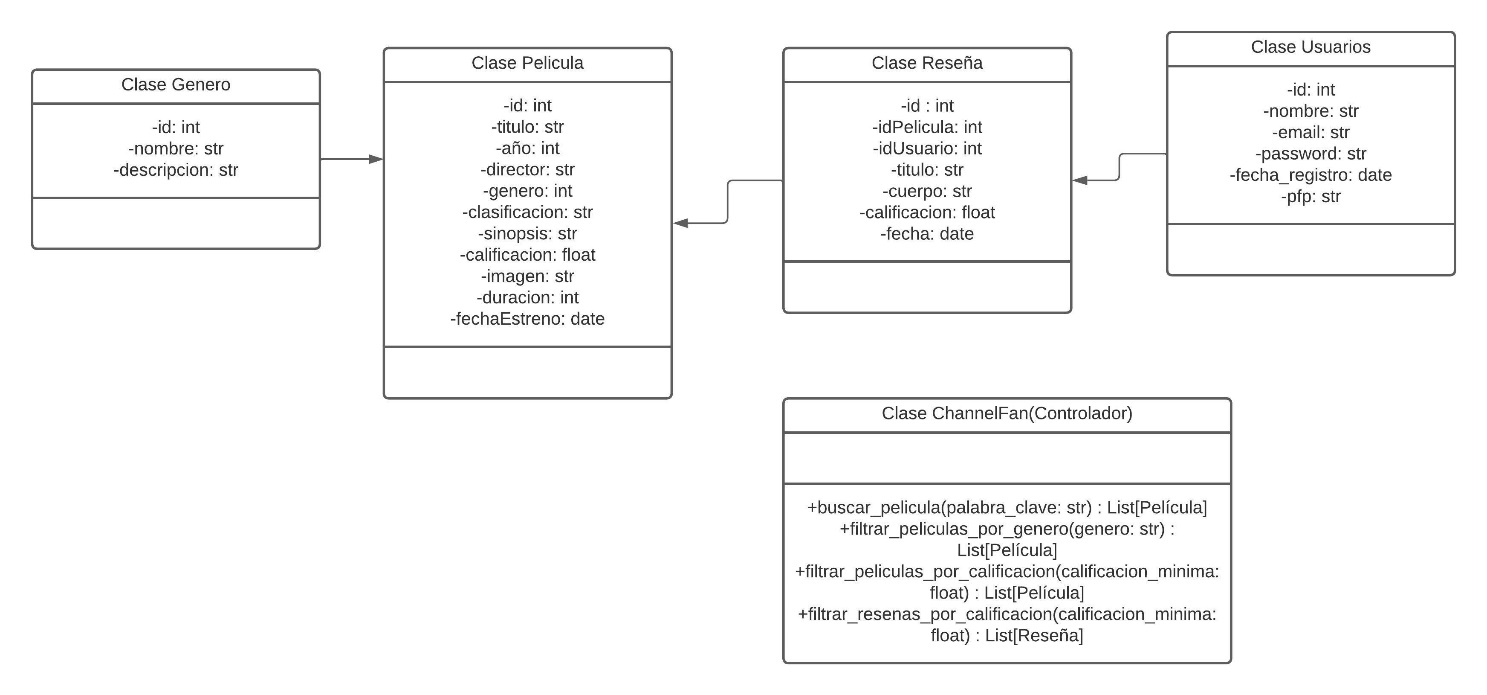 Clase Genero
-id: int
-nombre: str
-descripcion: str
Clase Pelicula
-id: int
-titulo: str
-año: int
-director: str
-genero: int
-clasificacion: str
-sinopsis: str
-calificacion: float
-imagen: str
-duracion: int
-fechaEstreno: date
Clase Reseña
-id : int
-idPelicula: int
-idUsuario: int
-titulo: str
-cuerpo: str
-calificacion: float
-fecha: date
Clase Usuarios
-id: int
-nombre: str
-email: str
-password: str
-fecha_registro: date
-pfp: str
Clase ChannelFan(Controlador)
+buscar_pelicula(palabra_clave: str) : List[Película]
+filtrar_peliculas_por_genero(genero: str) :
List[Película]
+filtrar_peliculas_por_calificacion(calificacion_minima:
float) : List[Película]
+filtrar_resenas_por_calificacion(calificacion_minima:
float) : List[Reseña]